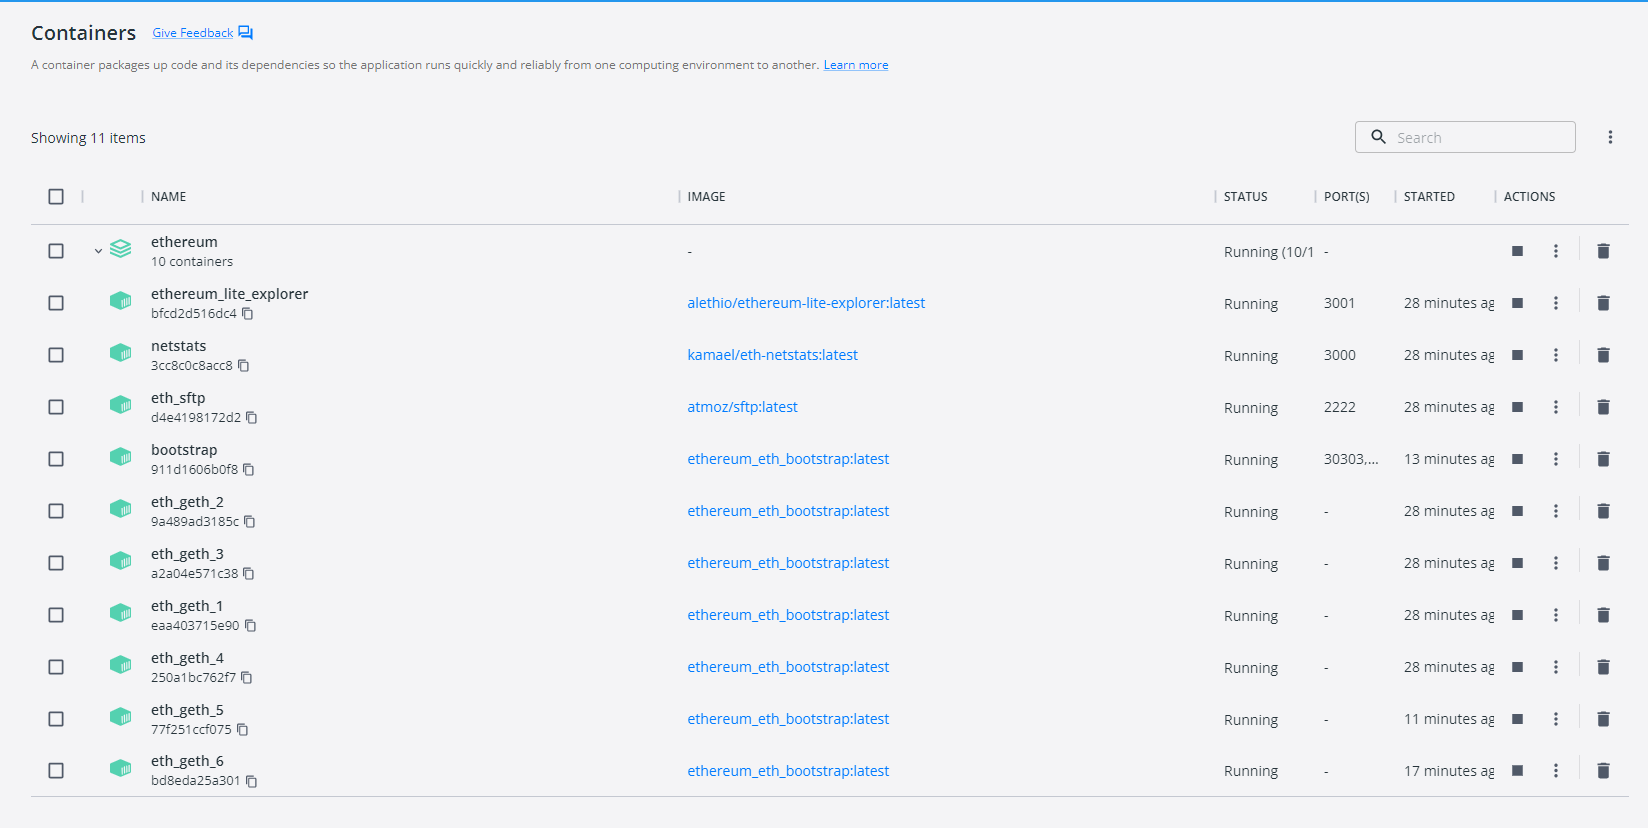 Containers Give Feedback
A container packages up code and its dependencies so the application runs quickly and reliably from one computing environment to another. Learn more
Showing 11 items Search
NAME IMAGE STATUS PORT(S) STARTED ACTIONS
ethereum
10 containers - Running (10/1 -
ethereum_lite_explorer
bfcd2d516dc4 alethio/ethereum-lite-explorer:latest Running 3001 28 minutes ag
netstats
3cc8c0c8acc8 kamael/eth-netstats:latest Running 3000 28 minutes ag
eth_sftp
d4e4198172d2 atmoz/sftp:latest Running 2222 28 minutes ag
bootstrap
911d1606b0f8 ethereum_eth_bootstrap:latest Running 30303,... 13 minutes ag
eth_geth_2
9a489ad3185c ethereum_eth_bootstrap:latest Running - 28 minutes ag
eth_geth_3
a2a04e571c38 ethereum_eth_bootstrap:latest Running - 28 minutes ag
eth_geth_1
eaa403715e90 ethereum_eth_bootstrap:latest Running - 28 minutes ag
eth_geth_4
250a1bc762f7 ethereum_eth_bootstrap:latest Running - 28 minutes ag
eth_geth_5
77f251ccf075 ethereum_eth_bootstrap:latest Running - 11 minutes ag
eth_geth_6
bd8eda25a301 ethereum_eth_bootstrap:latest Running - 17 minutes ag